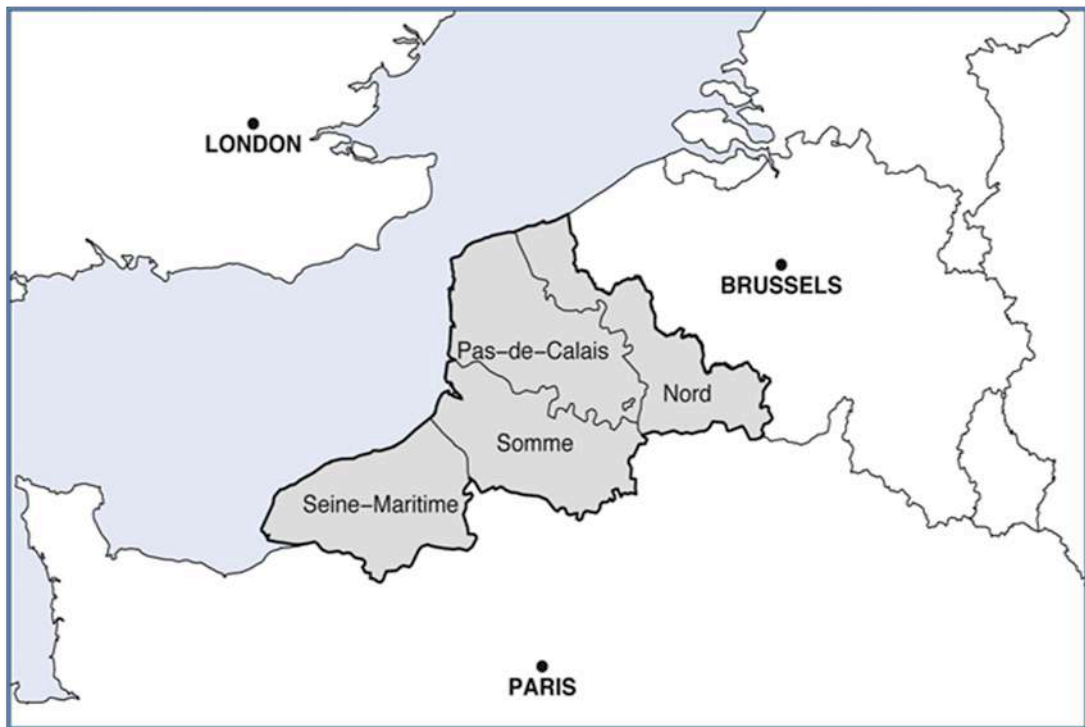 LONDON
BRUSSELS
Pas–de–Calais
Nord
Somme
Seine–Maritime
PARIS